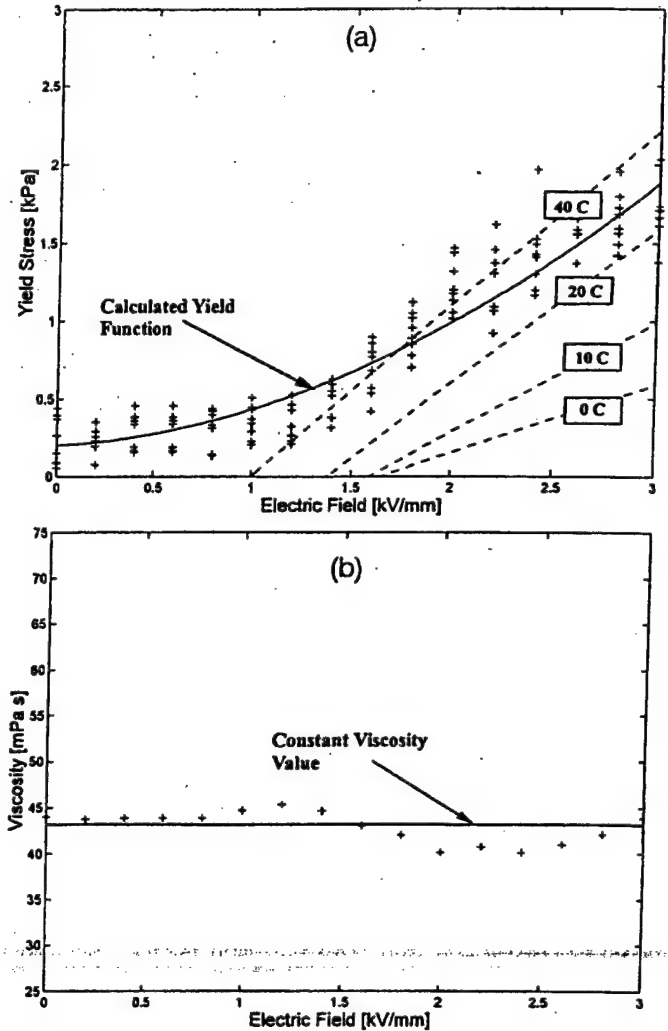 (a)
3
2.5
2
1.5
1
0.5
0
Yield Stress [kPa]
40 C
20 C
10 C
0 C
Calculated Yield
Function
0
0.5
1
1.5
2
2.5
3
Electric Field [kV/mm]
(b)
75
70
65
60
55
50
45
40
35
30
25
Viscosity [mPa s]
Constant Viscosity
Value
0
0.5
1
1.5
2
2.5
3
Electric Field [kV/mm]